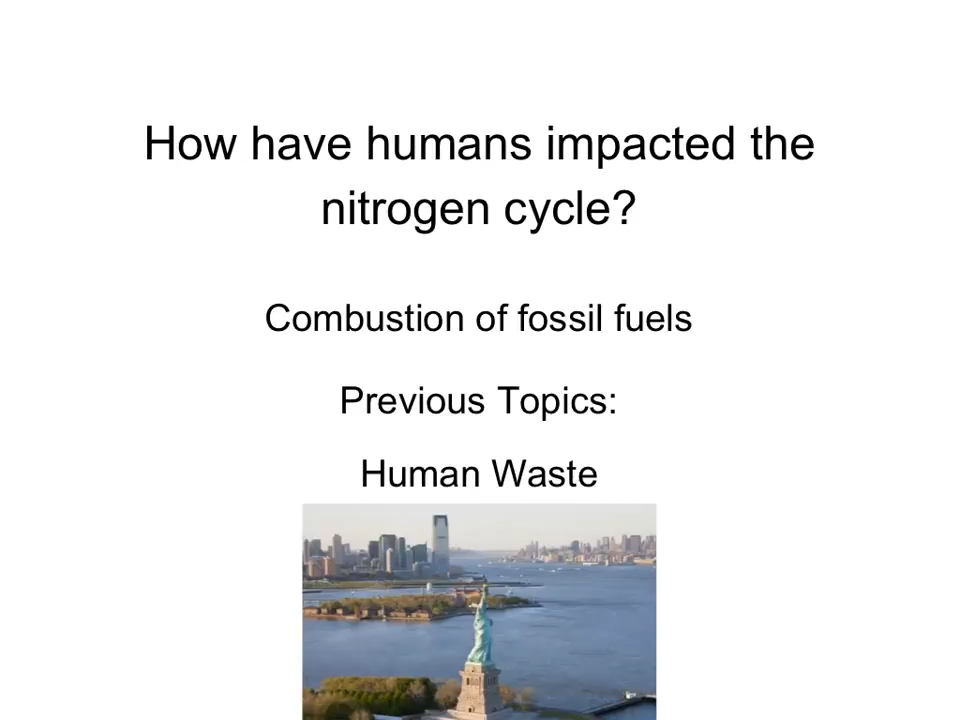 How have humans impacted the
nitrogen cycle?
Combustion of fossil fuels
Previous Topics:
Human Waste